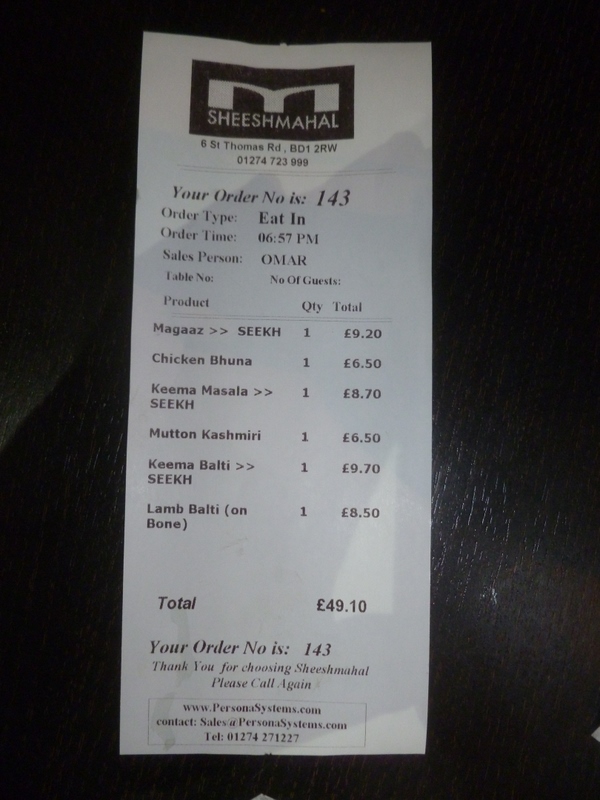 SHEESHMAHAL
6 St Thomas Rd , BD1 2RW
01274 723 999
Your Order No is: 143
Order Type: Eat In
Order Time: 06:57 PM
Sales Person: OMAR
Table No: No Of Guests:
Product Qty Total
Magaaz >> SEEKH 1 £9.20
Chicken Bhuna 1 £6.50
Keema Masala >> 1 £8.70
SEEKH
Mutton Kashmiri 1 £6.50
Keema Balti >> 1 £9.70
SEEKH
Lamb Balti (on 1 £8.50
Bone)
Total £49.10
Your Order No is: 143
Thank You for choosing Sheeshmahal
Please Call Again
www.PersonaSystems.com
contact: Sales@PersonaSystems.com
Tel: 01274 271227